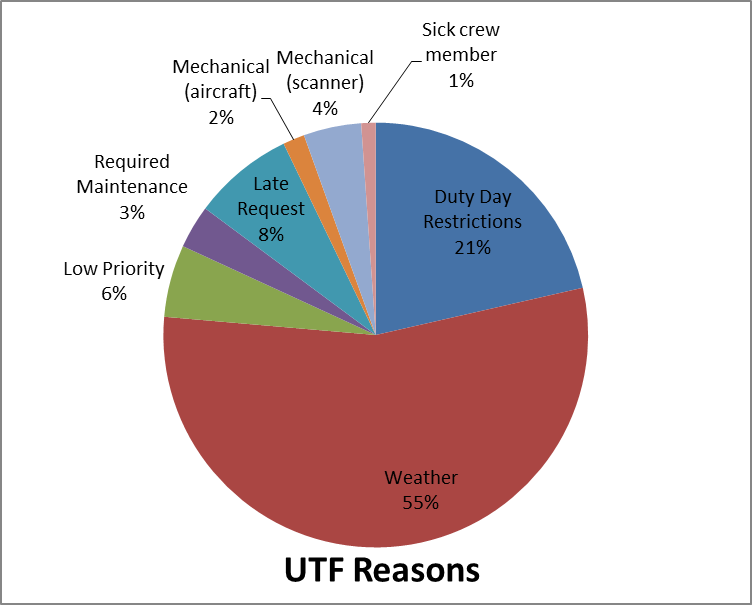 Sick crew
member
1%
Mechanical
(scanner)
4%
Mechanical
(aircraft)
2%
Required
Maintenance
3%
Late
Request
8%
Duty Day
Restrictions
21%
Low Priority
6%
Weather
55%
UTF Reasons